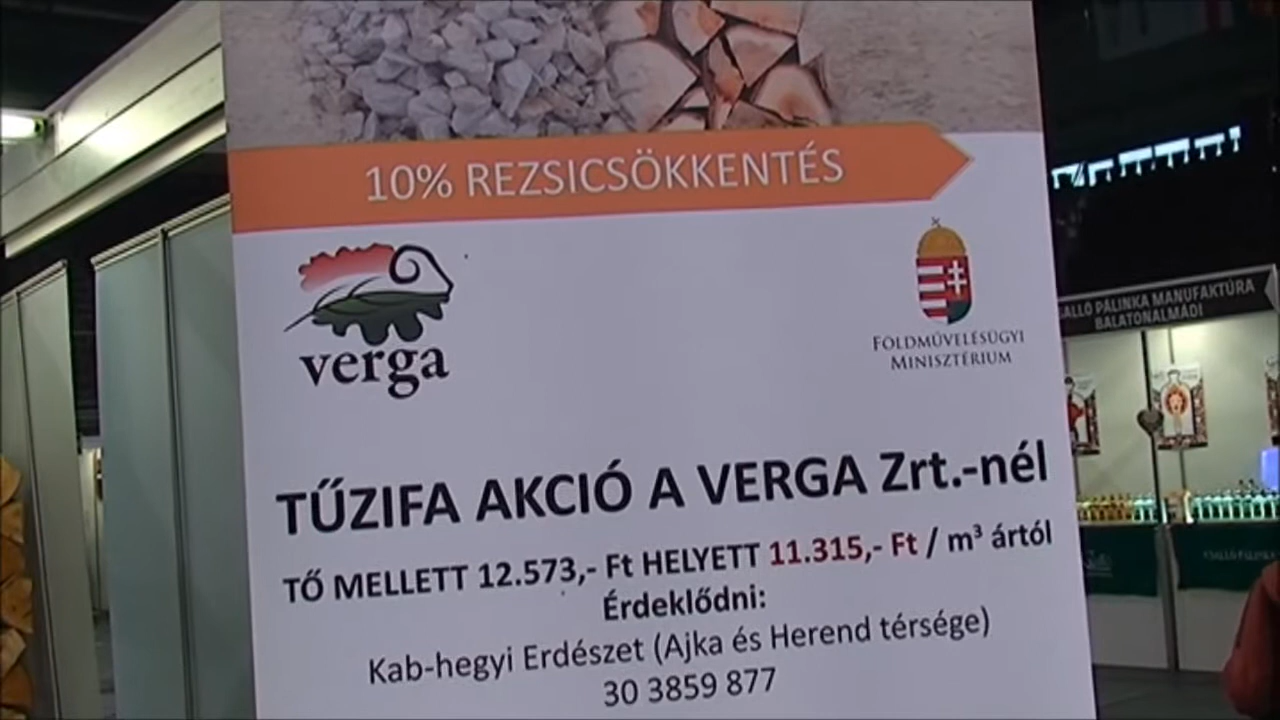 10% REZSICSÖKKENTÉS
verga
FÖLDMŰVELÉSÜGYI
MINISZTÉRIUM
TŰZIFA AKCIÓ A VERGA Zrt.-nél
TŐ MELLETT 12.573,- Ft HELYETT 11.315,- Ft / m³ ártól
Érdeklődni:
Kab-hegyi Erdészet (Ajka és Herend térsége)
30 3859 877
PÁLINKA MANUFAKTÚRA
BALATONALMÁDI